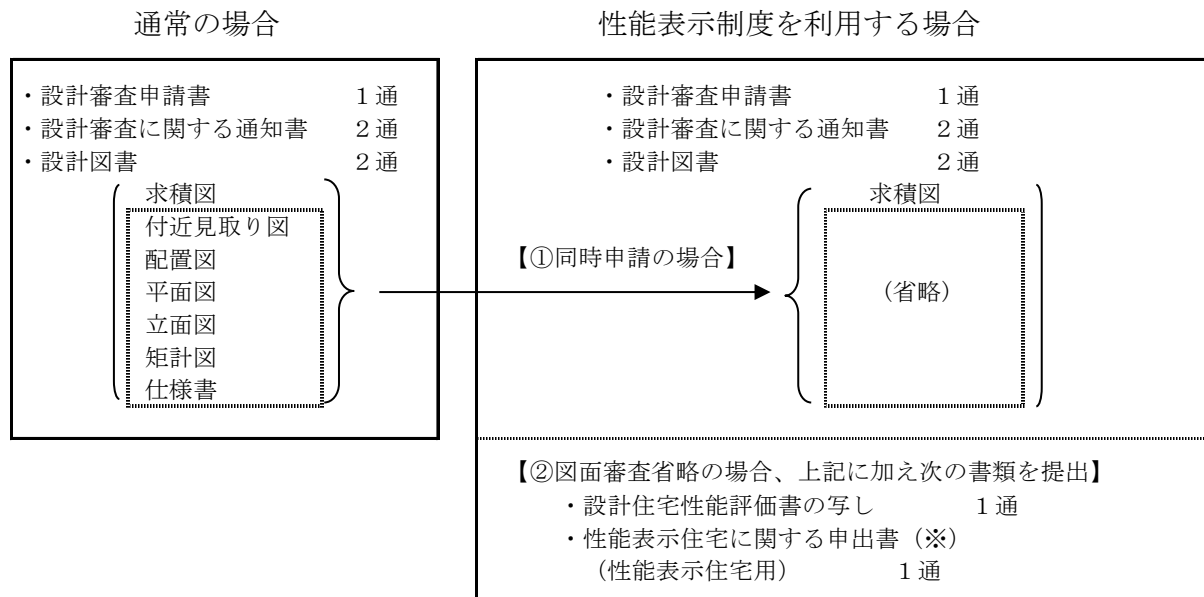 通常の場合
・設計審査申請書 １通
・設計審査に関する通知書 ２通
・設計図書 ２通
求積図
付近見取り図
配置図
平面図
立面図
矩計図
仕様書
性能表示制度を利用する場合
・設計審査申請書 １通
・設計審査に関する通知書 ２通
・設計図書 ２通
求積図
【①同時申請の場合】
（省略）
【②図面審査省略の場合、上記に加え次の書類を提出】
・設計住宅性能評価書の写し １通
・性能表示住宅に関する申出書（※）
（性能表示住宅用） １通